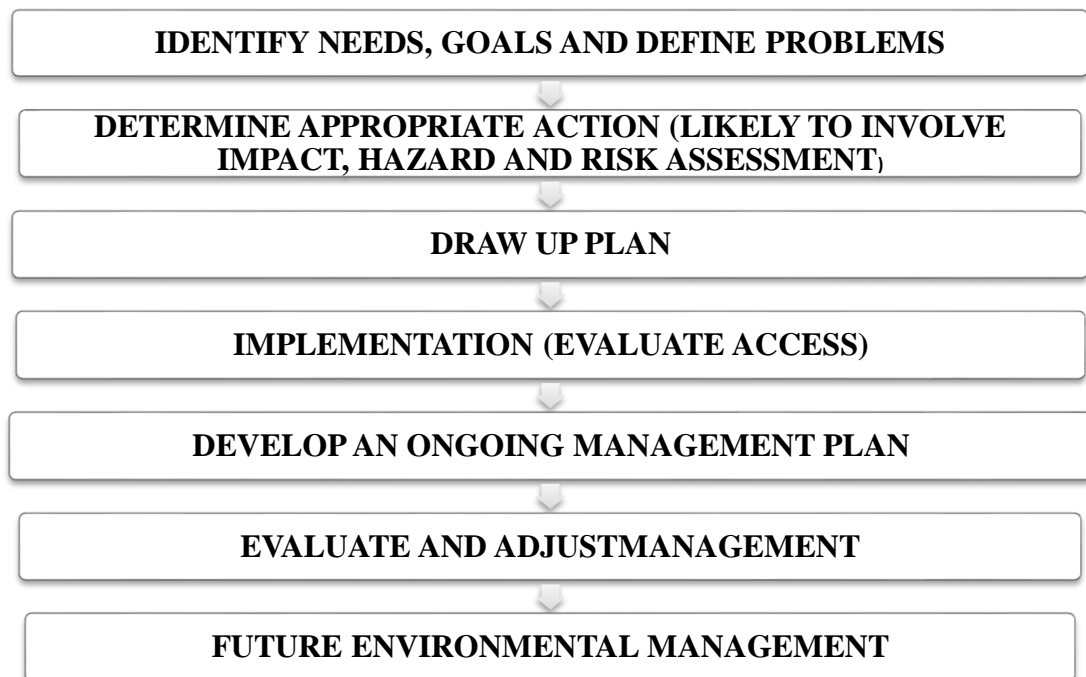 IDENTIFY NEEDS, GOALS AND DEFINE PROBLEMS
DETERMINE APPROPRIATE ACTION (LIKELY TO INVOLVE
IMPACT, HAZARD AND RISK ASSESSMENT)
DRAW UP PLAN
IMPLEMENTATION (EVALUATE ACCESS)
DEVELOP AN ONGOING MANAGEMENT PLAN
EVALUATE AND ADJUSTMANAGEMENT
FUTURE ENVIRONMENTAL MANAGEMENT